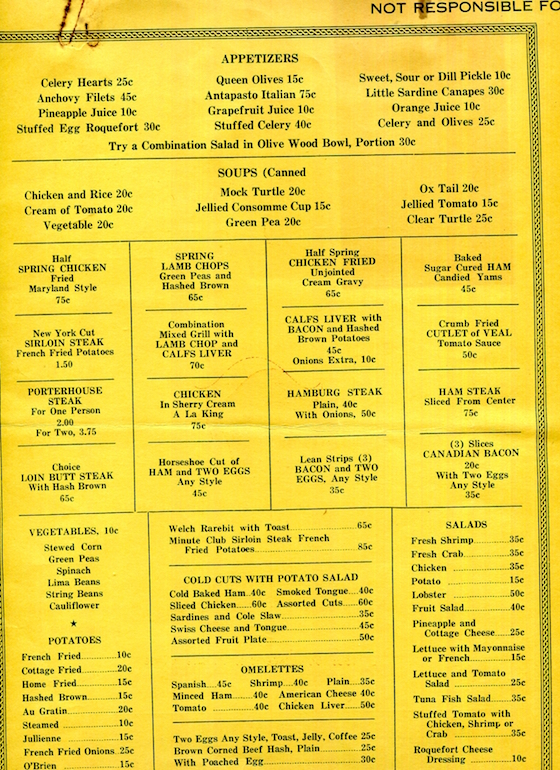 NOT RESPONSIBLE FO
APPETIZERS
Celery Hearts 25c
Anchovy Filets 45c
Pineapple Juice 10c
Stuffed Egg Roquefort 30c
Queen Olives 15c
Antapasto Italian 75c
Grapefruit Juice 10c
Stuffed Celery 40c
Sweet, Sour or Dill Pickle 10c
Little Sardine Canapes 30c
Orange Juice 10c
Celery and Olives 25c
Try a Combination Salad in Olive Wood Bowl, Portion 30c
SOUPS (Canned
Chicken and Rice 20c
Cream of Tomato 20c
Vegetable 20c
Mock Turtle 20c
Jellied Consomme Cup 15c
Green Pea 20c
Ox Tail 20c
Jellied Tomato 15c
Clear Turtle 25c
Half
SPRING CHICKEN
Fried
Maryland Style
75c
SPRING
LAMB CHOPS
Green Peas and
Hashed Brown
65c
Half Spring
CHICKEN FRIED
Unjointed
Cream Gravy
65c
Baked
Sugar Cured HAM
Candied Yams
45c
New York Cut
SIRLOIN STEAK
French Fried Potatoes
1.50
Combination
Mixed Grill with
LAMB CHOP and
CALFS LIVER
70c
CALFS LIVER with
BACON and Hashed
Brown Potatoes
45c
Onions Extra, 10c
Crumb Fried
CUTLET of VEAL
Tomato Sauce
50c
PORTERHOUSE
STEAK
For One Person
2.00
For Two, 3.75
CHICKEN
In Sherry Cream
A La King
75c
HAMBURG STEAK
Plain, 40c
With Onions, 50c
HAM STEAK
Sliced From Center
75c
Choice
LOIN BUTT STEAK
With Hash Brown
65c
Horseshoe Cut of
HAM and TWO EGGS
Any Style
45c
Lean Strips (3)
BACON and TWO
EGGS, Any Style
35c
(3) Slices
CANADIAN BACON
20c
With Two Eggs
Any Style
35c
VEGETABLES, 10c
Stewed Corn
Green Peas
Spinach
Lima Beans
String Beans
Cauliflower
★
POTATOES
French Fried..........10c
Cottage Fried..........20c
Home Fried..........15c
Hashed Brown..........15c
Au Gratin ..........20c
Steamed ..........10c
Jullienne ..........15c
French Fried Onions..25c
O'Brien ..........15c
Welch Rarebit with Toast..........65c
Minute Club Sirloin Steak French
Fried Potatoes..........85c
COLD CUTS WITH POTATO SALAD
Cold Baked Ham..40c Smoked Tongue....40c
Sliced Chicken......60c Assorted Cuts......60c
Sardines and Cole Slaw..........35c
Swiss Cheese and Tongue..........45c
Assorted Fruit Plate..........50c
OMELETTES
Spanish....45c Shrimp....40c Plain....35c
Minced Ham........40c American Cheese 40c
Tomato ..........40c Chicken Liver......50c
Two Eggs Any Style, Toast, Jelly, Coffee 25c
Brown Corned Beef Hash, Plain..........25c
With Poached Egg..........30c
SALADS
Fresh Shrimp..........35c
Fresh Crab..........35c
Chicken ..........35c
Potato ..........15c
Lobster ..........50c
Fruit Salad..........40c
Pineapple and
Cottage Cheese......25c
Lettuce with Mayonnaise
or French..........15c
Lettuce and Tomato
Salad ..........25c
Tuna Fish Salad......35c
Stuffed Tomato with
Chicken, Shrimp or
Crab ..........35c
Roquefort Cheese
Dressing ..........10c